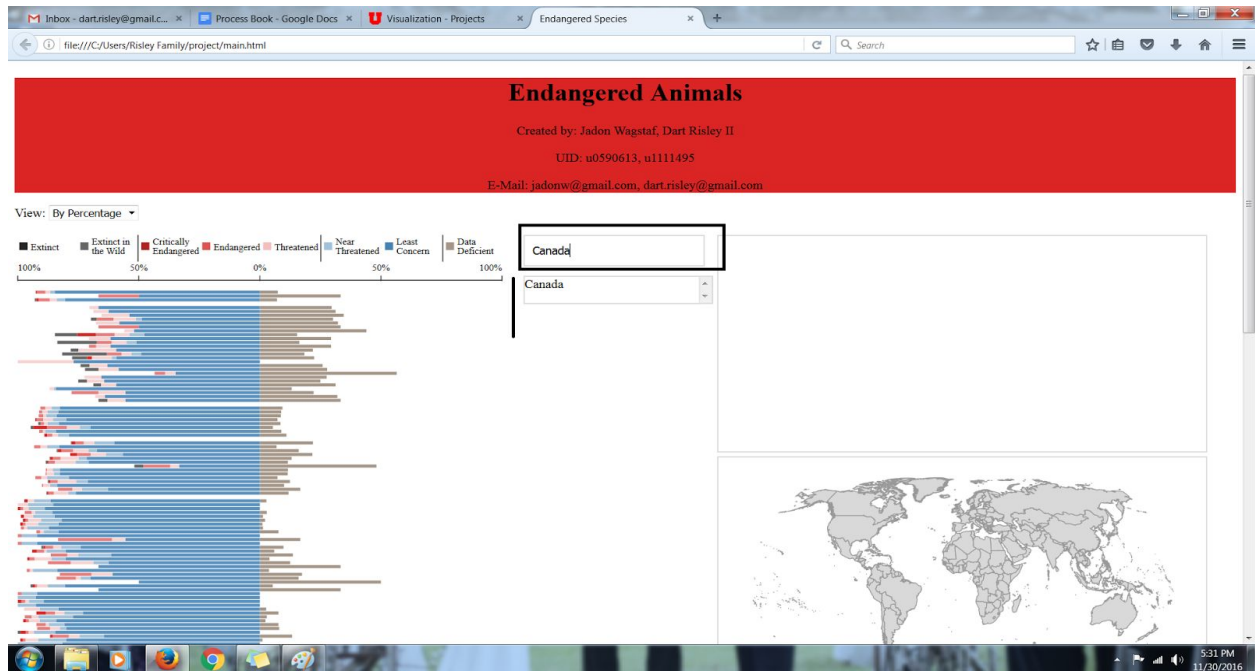 Inbox - dart.risley@gmail.c...
Process Book - Google Docs
Visualization - Projects
Endangered Species
file:///C:/Users/Risley Family/project/main.html
Search
Endangered Animals
Created by: Jadon Wagstaf, Dart Risley II
UID: u0590613, u1111495
E-Mail: jadonw@gmail.com, dart.risley@gmail.com
View: By Percentage
Extinct
Extinct in
the Wild
Critically
Endangered
Endangered
Threatened
Near
Threatened
Least
Concern
Data
Deficient
100% 50% 0% 50% 100%
Canada
Canada
5:31 PM
11/30/2016